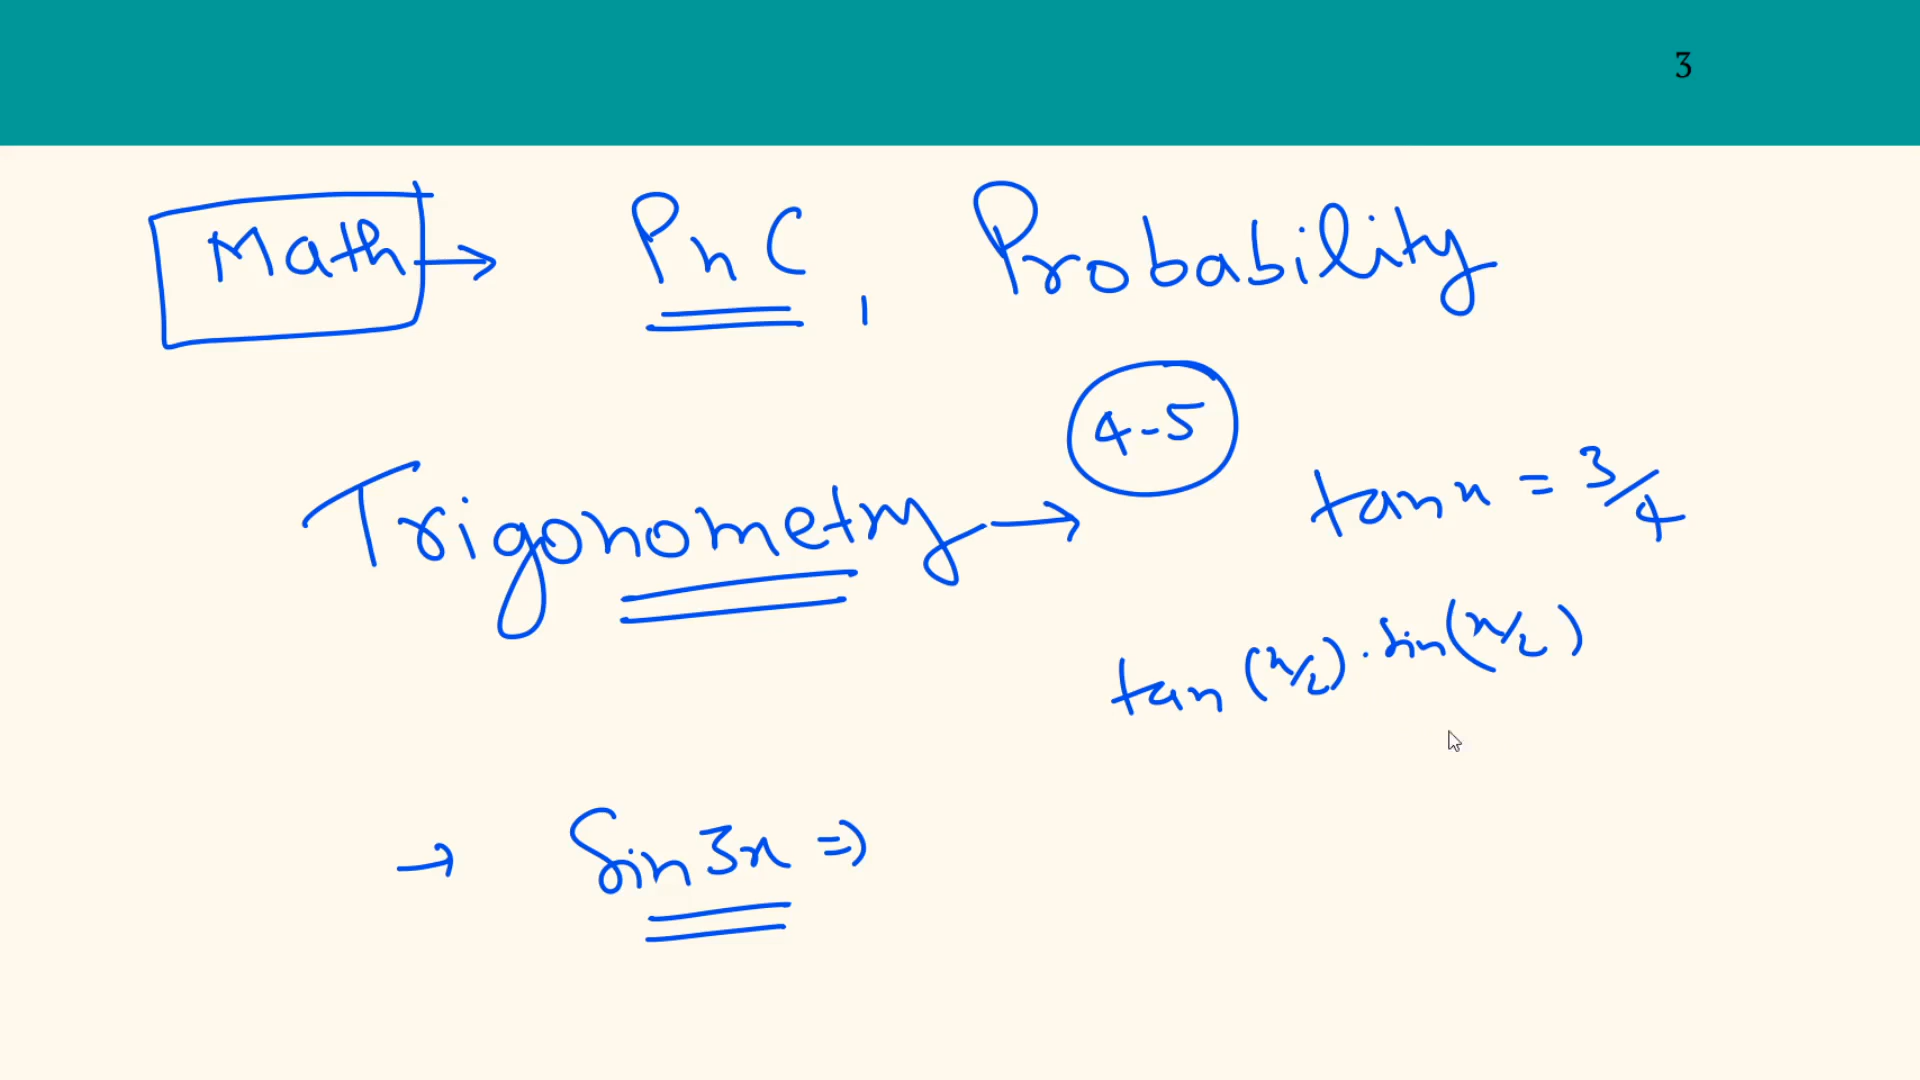 3
Math → PnC, Probability
4-5
Trigonometry →
tan x = 3/4
tan (x/2) . sin(x/2)
→ Sin 3x ⇒